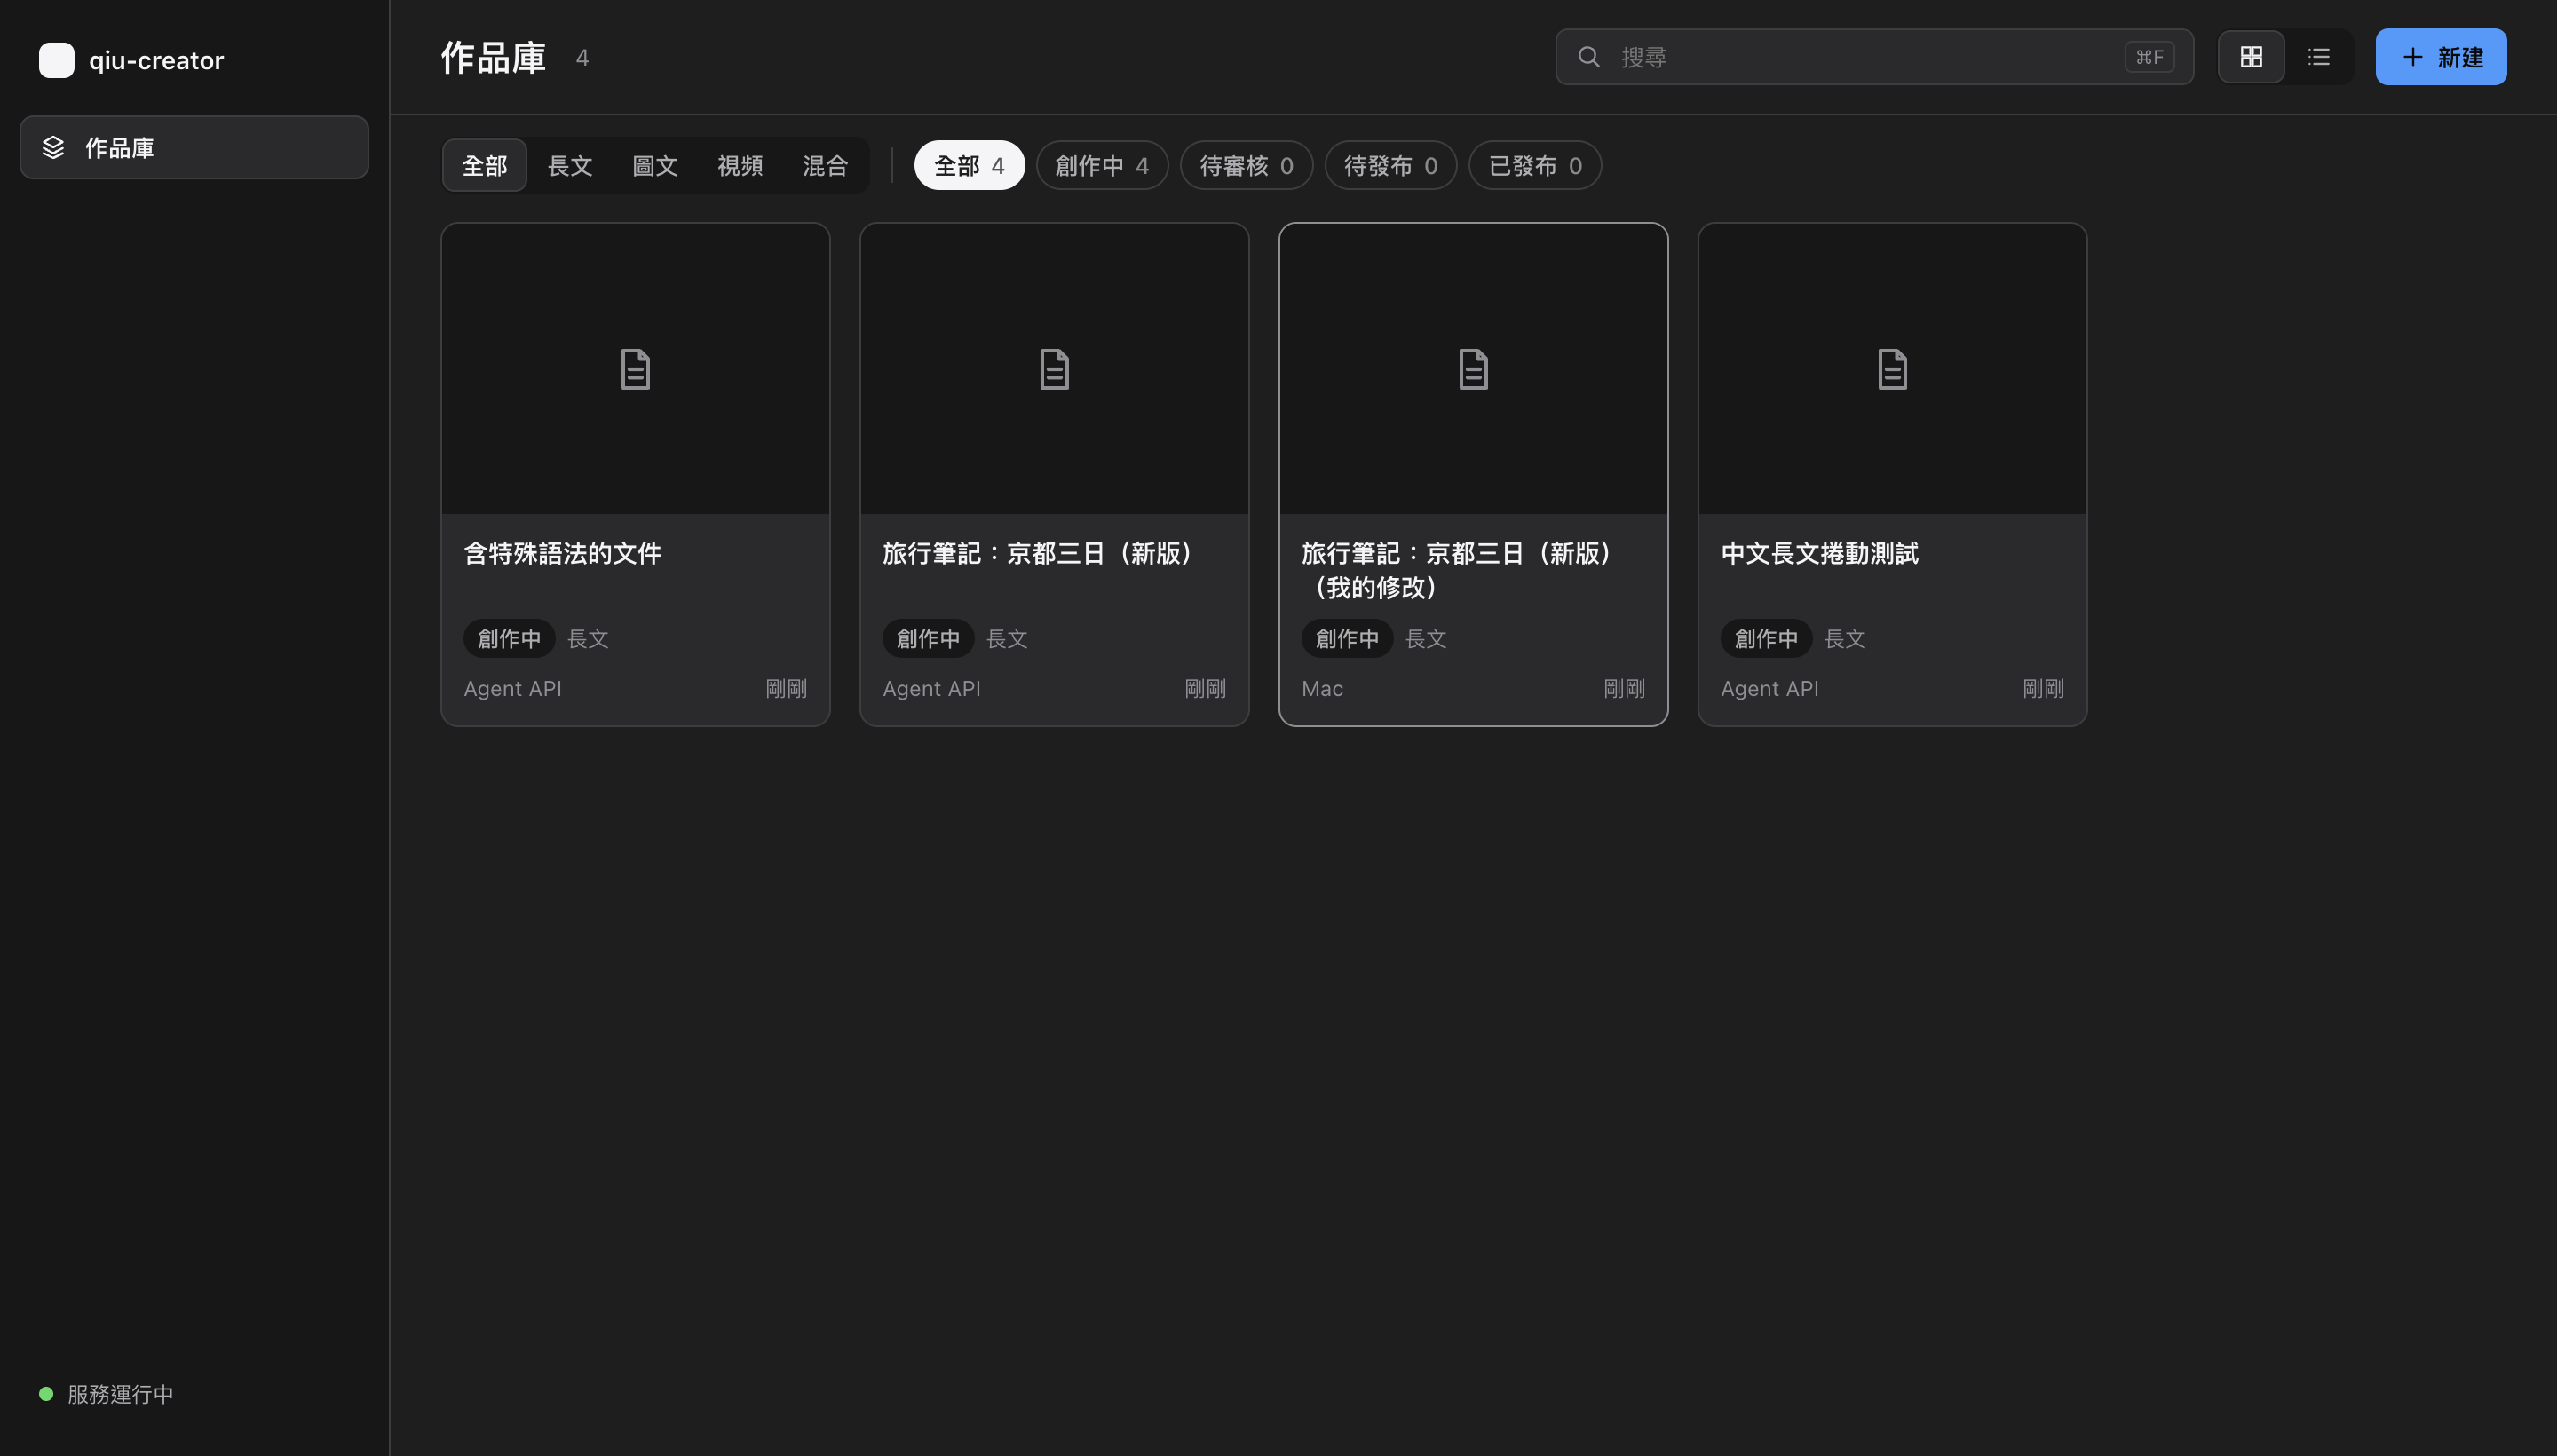 qiu-creator
作品庫
服務運行中
作品庫 4
搜尋 ⌘F
新建
全部 長文 圖文 視頻 混合
全部 4 創作中 4 待審核 0 待發布 0 已發布 0
含特殊語法的文件
創作中 長文
Agent API 剛剛
旅行筆記：京都三日（新版）
創作中 長文
Agent API 剛剛
旅行筆記：京都三日（新版）
（我的修改）
創作中 長文
Mac 剛剛
中文長文捲動測試
創作中 長文
Agent API 剛剛